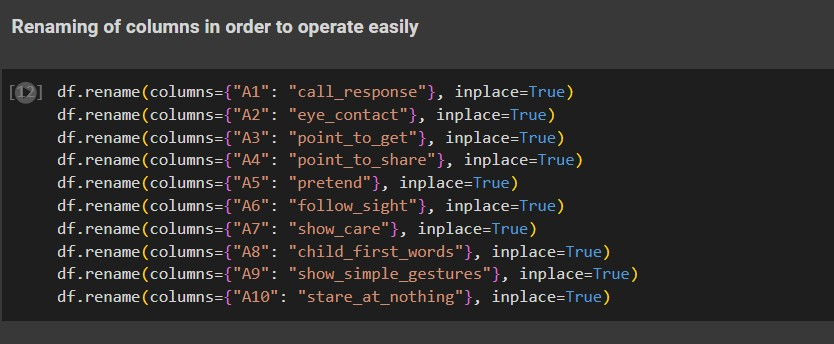 Renaming of columns in order to operate easily
[12] df.rename(columns={"A1": "call_response"}, inplace=True)
df.rename(columns={"A2": "eye_contact"}, inplace=True)
df.rename(columns={"A3": "point_to_get"}, inplace=True)
df.rename(columns={"A4": "point_to_share"}, inplace=True)
df.rename(columns={"A5": "pretend"}, inplace=True)
df.rename(columns={"A6": "follow_sight"}, inplace=True)
df.rename(columns={"A7": "show_care"}, inplace=True)
df.rename(columns={"A8": "child_first_words"}, inplace=True)
df.rename(columns={"A9": "show_simple_gestures"}, inplace=True)
df.rename(columns={"A10": "stare_at_nothing"}, inplace=True)